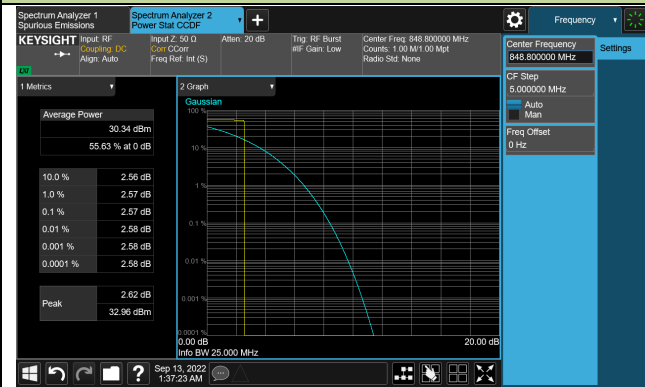 Spectrum Analyzer 1
Spurious Emissions
Spectrum Analyzer 2
Power Stat CCDF
Frequency
KEYSIGHT
Input: RF
Coupling: DC
Align: Auto
Input Z: 50 Ω
Corr CCorr
Freq Ref: Int (S)
Atten: 20 dB
Trig: RF Burst
#IF Gain: Low
Center Freq: 848.800000 MHz
Counts: 1.00 M/1.00 Mpt
Radio Std: None
Center Frequency
848.800000 MHz
Settings
CF Step
5.000000 MHz
Auto
Man
Freq Offset
0 Hz
1 Metrics
Average Power
30.34 dBm
55.63 % at 0 dB
10.0 % 2.56 dB
1.0 % 2.57 dB
0.1 % 2.57 dB
0.01 % 2.58 dB
0.001 % 2.58 dB
0.0001 % 2.58 dB
Peak
2.62 dB
32.96 dBm
2 Graph
Gaussian
100 %
10 %
1 %
0.1 %
0.01 %
0.001 %
0.0001 %
0.00 dB
20.00 dB
Info BW 25.000 MHz
Sep 13, 2022
1:37:23 AM